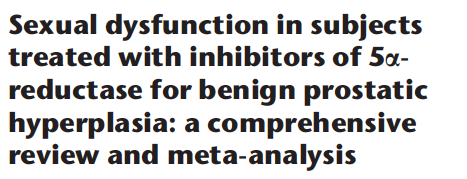 Sexual dysfunction in subjects
treated with inhibitors of 5α-
reductase for benign prostatic
hyperplasia: a comprehensive
review and meta-analysis